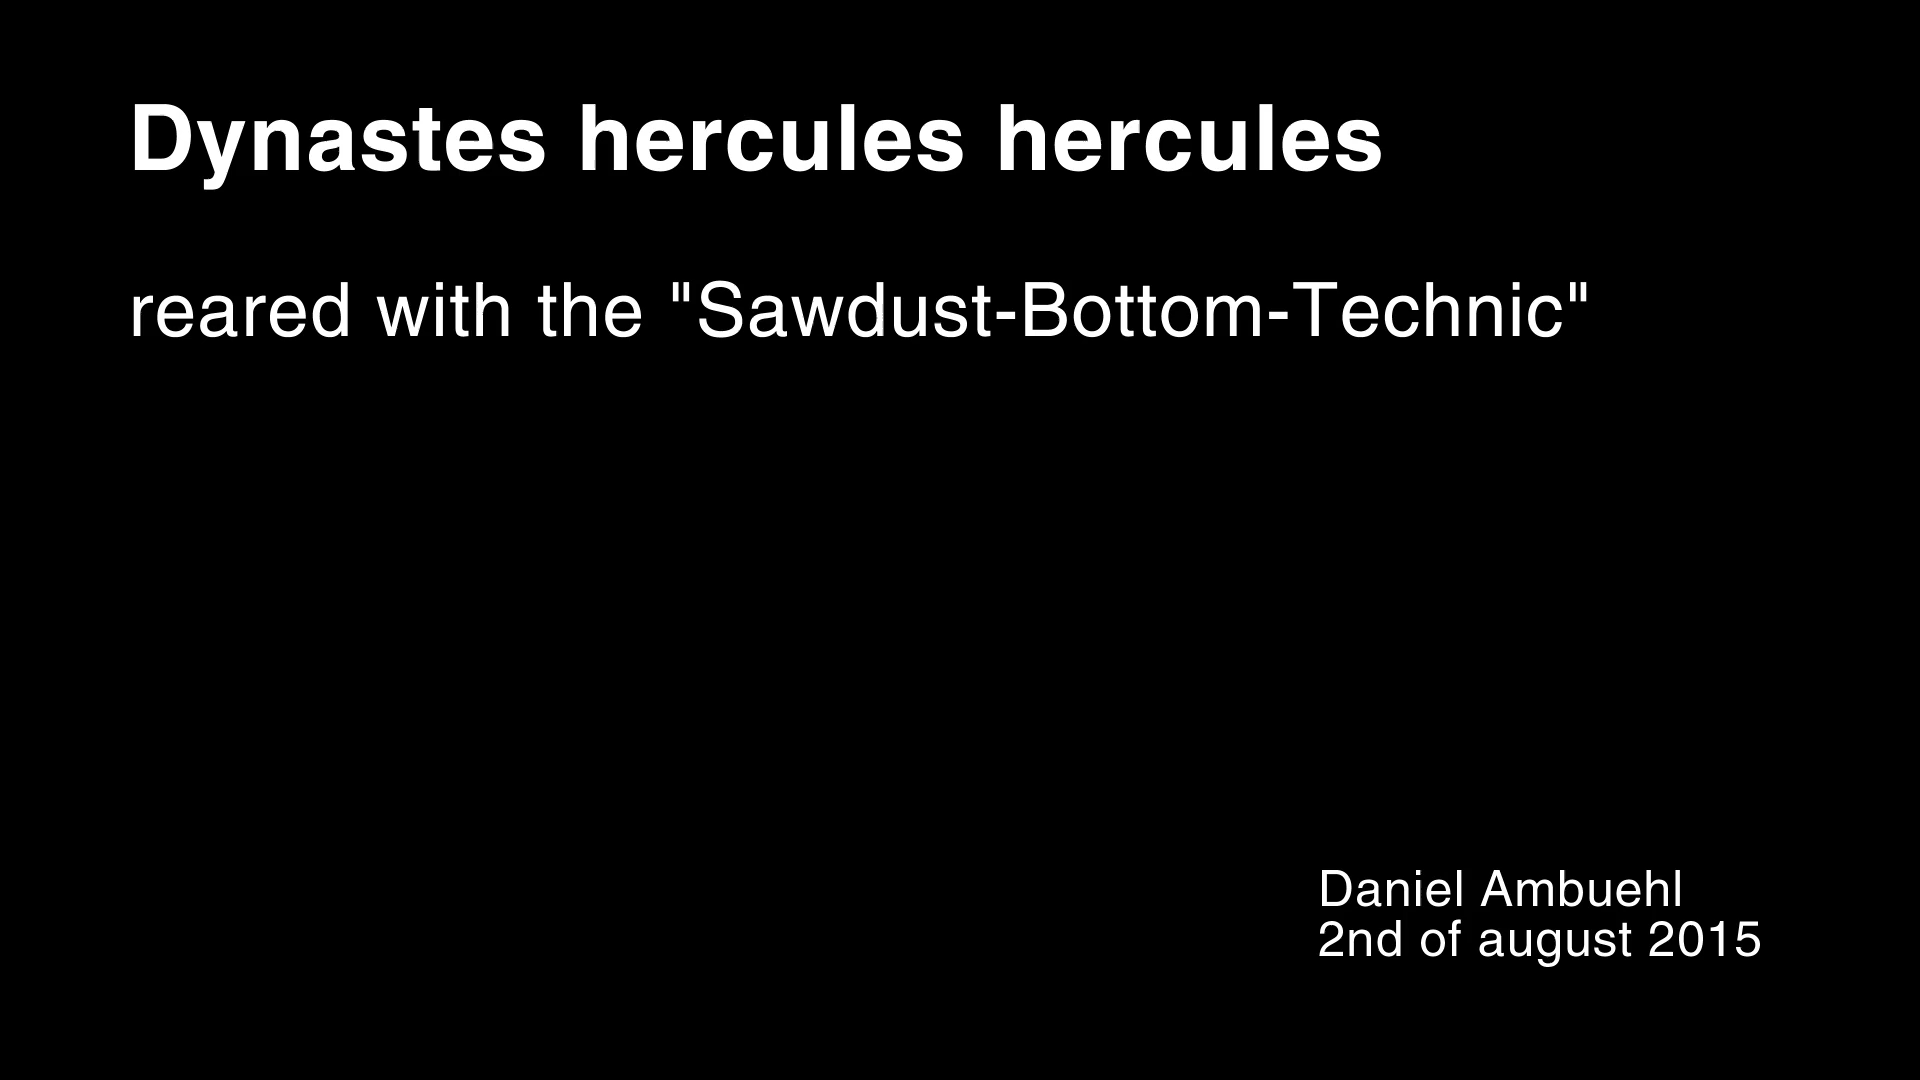 Dynastes hercules hercules
reared with the "Sawdust-Bottom-Technic"
Daniel Ambuehl
2nd of august 2015